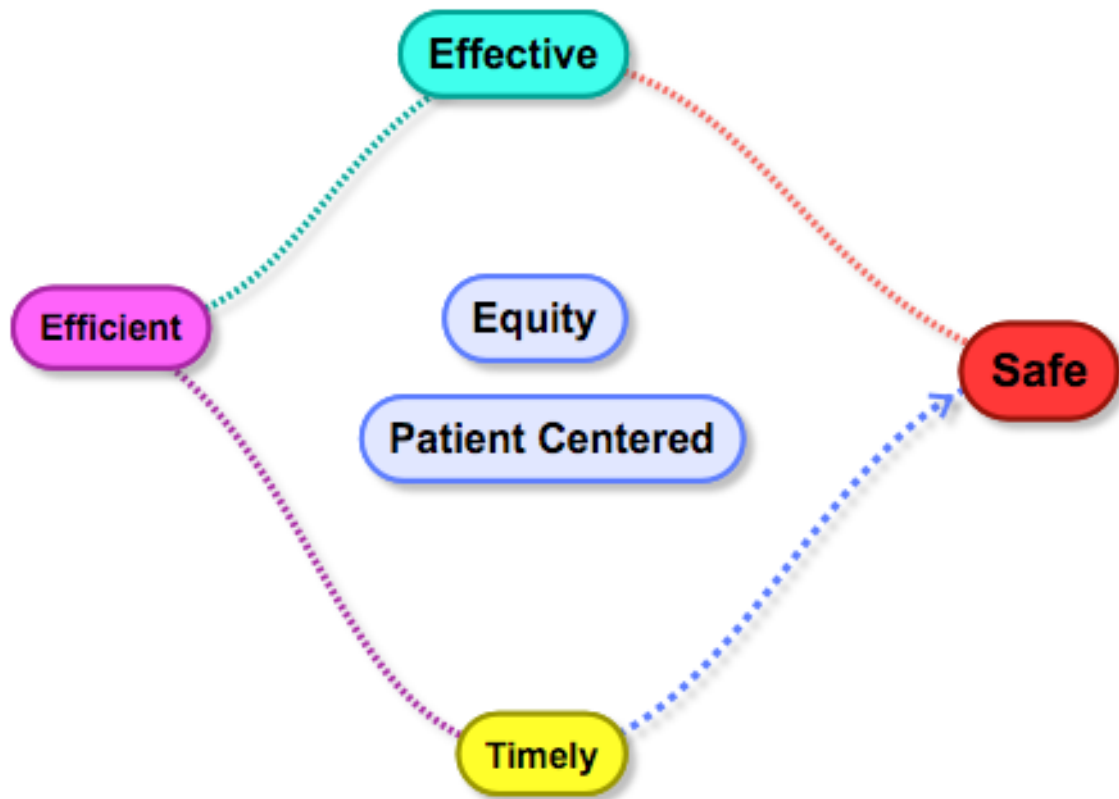 Effective
Efficient
Equity
Safe
Patient Centered
Timely